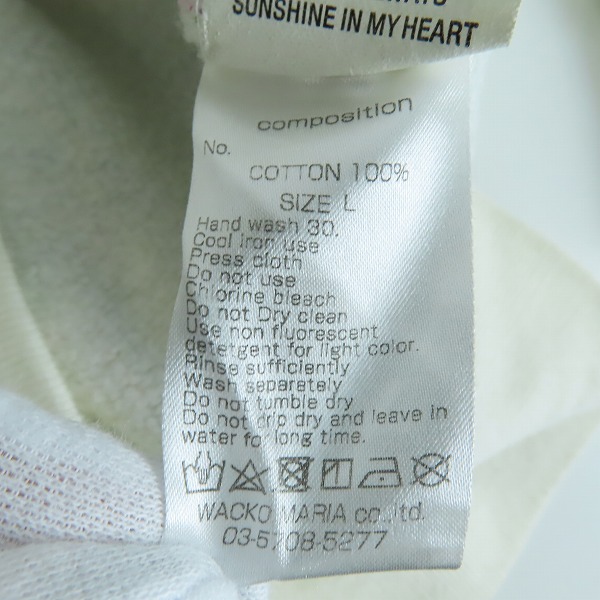 SUNSHINE IN MY HEART
composition
No.
COTTON 100%
SIZE L
Hand wash 30.
Cool iron use
Press cloth
Do not use
Chlorine bleach
Do not Dry clean
Use non fluorescent
detetgent for light color.
Rinse sufficiently
Wash separately
Do not tumble dry
Do not drip dry and leave in
water for long time.
WACKO MARIA co.,ltd.
03-5708-5277